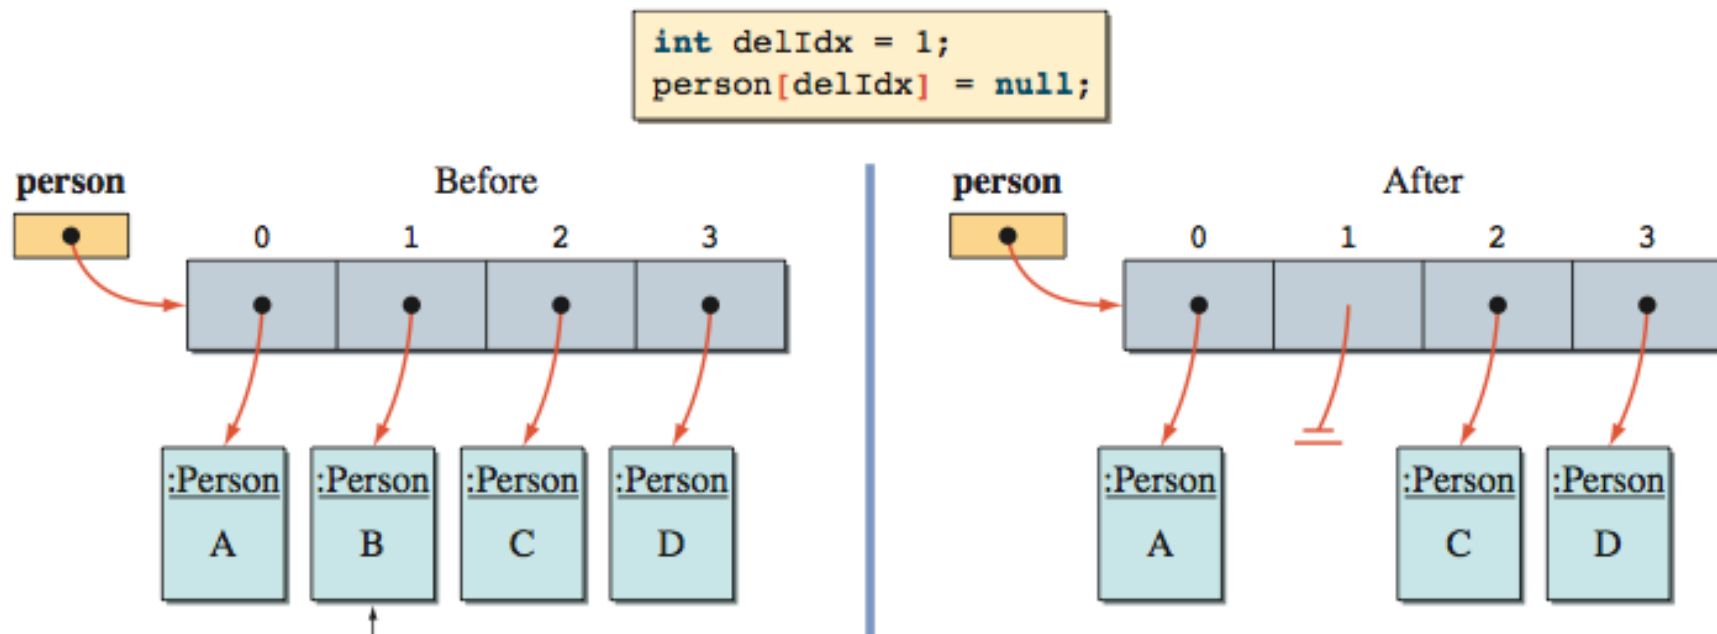 int delIdx = 1;
person[delIdx] = null;
person Before
0 1 2 3
:Person :Person :Person :Person
A B C D
person After
0 1 2 3
:Person :Person :Person
A C D